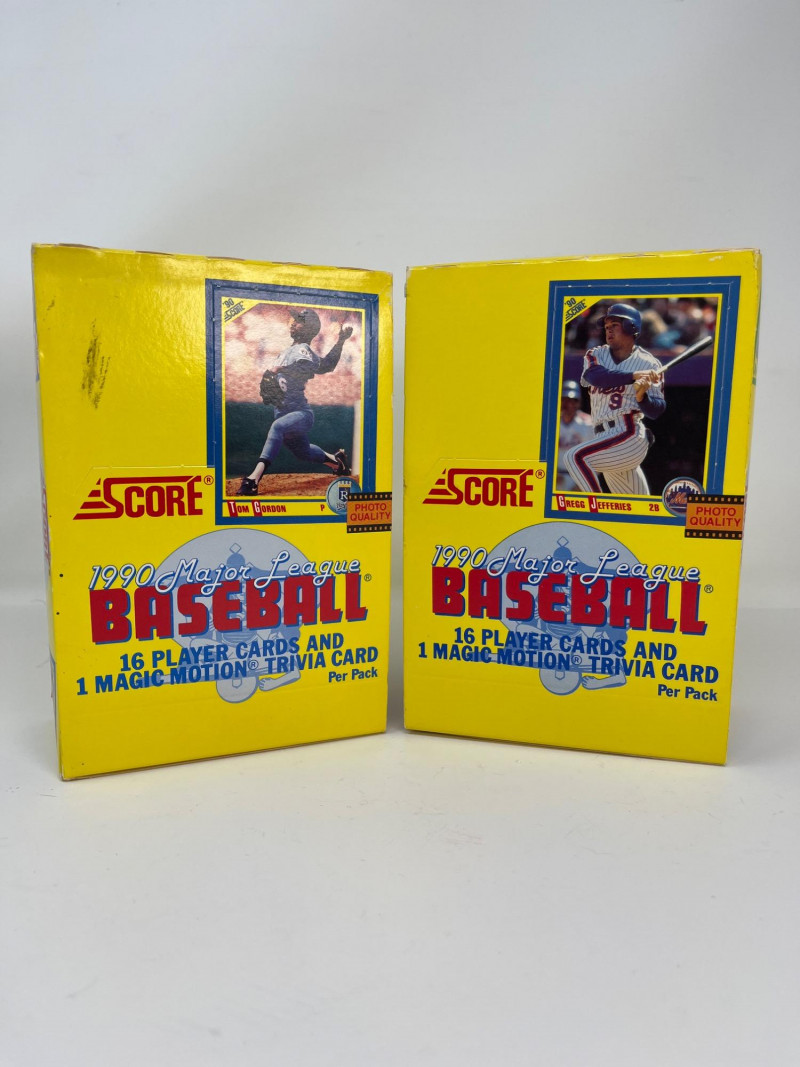 '90
SCORE
TOM GORDON P
SCORE®
PHOTO
QUALITY
1990 Major League
BASEBALL®
16 PLAYER CARDS AND
1 MAGIC MOTION® TRIVIA CARD
Per Pack
'90
SCORE
9
GREGG JEFFERIES 2B
Mets
SCORE®
PHOTO
QUALITY
1990 Major League
BASEBALL®
16 PLAYER CARDS AND
1 MAGIC MOTION® TRIVIA CARD
Per Pack